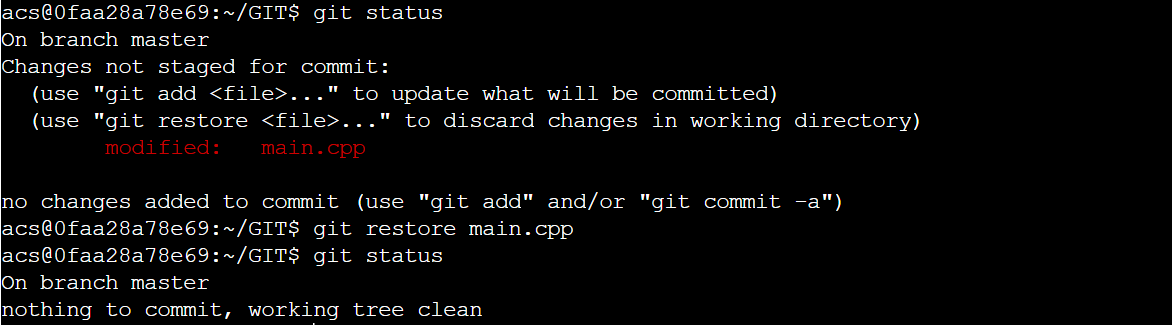 acs@0faa28a78e69:~/GIT$ git status
On branch master
Changes not staged for commit:
  (use "git add <file>..." to update what will be committed)
  (use "git restore <file>..." to discard changes in working directory)
        modified:   main.cpp

no changes added to commit (use "git add" and/or "git commit -a")
acs@0faa28a78e69:~/GIT$ git restore main.cpp
acs@0faa28a78e69:~/GIT$ git status
On branch master
nothing to commit, working tree clean